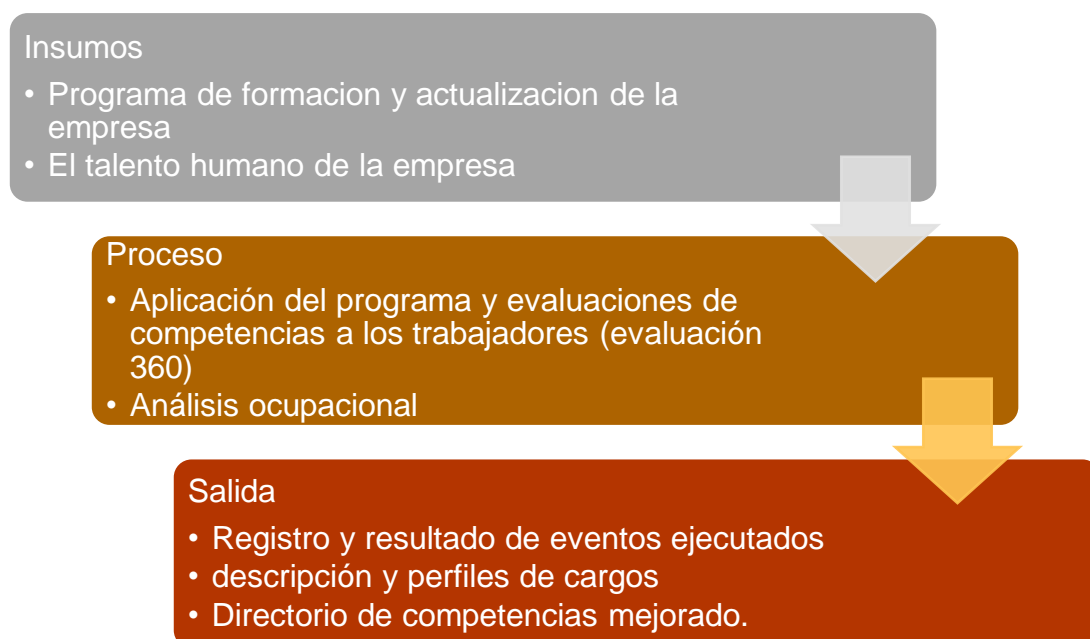 Insumos
• Programa de formacion y actualizacion de la
empresa
• El talento humano de la empresa
Proceso
• Aplicación del programa y evaluaciones de
competencias a los trabajadores (evaluación
360)
• Análisis ocupacional
Salida
• Registro y resultado de eventos ejecutados
• descripción y perfiles de cargos
• Directorio de competencias mejorado.